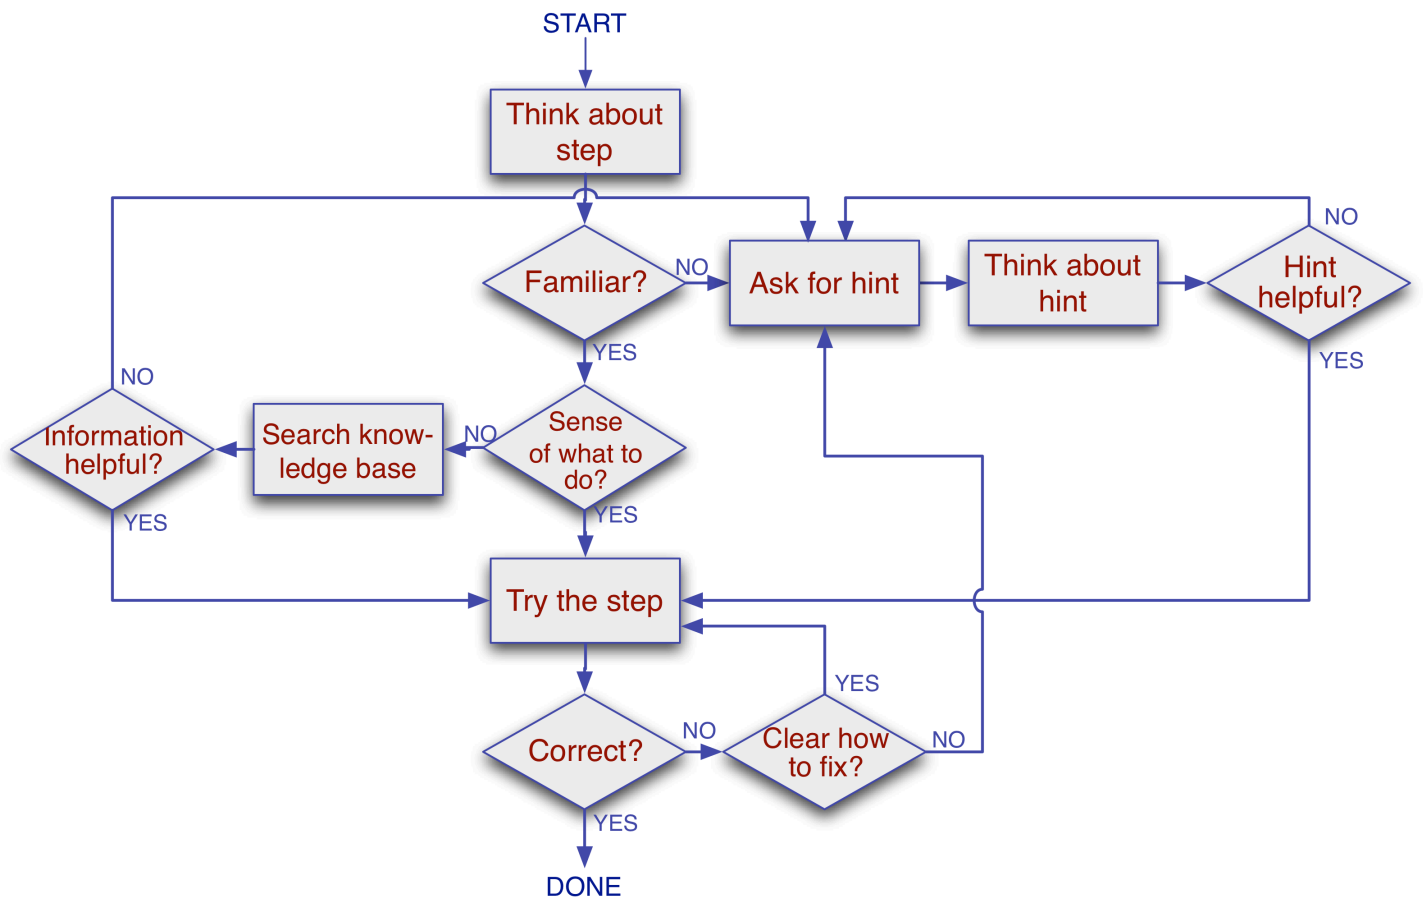 START
Think about
step
NO
Familiar?
NO
Ask for hint
Think about
hint
Hint
helpful?
YES
YES
NO
Information
helpful?
Search know-
ledge base
NO
Sense
of what to
do?
YES
YES
Try the step
YES
Correct?
NO
Clear how
to fix?
NO
YES
DONE